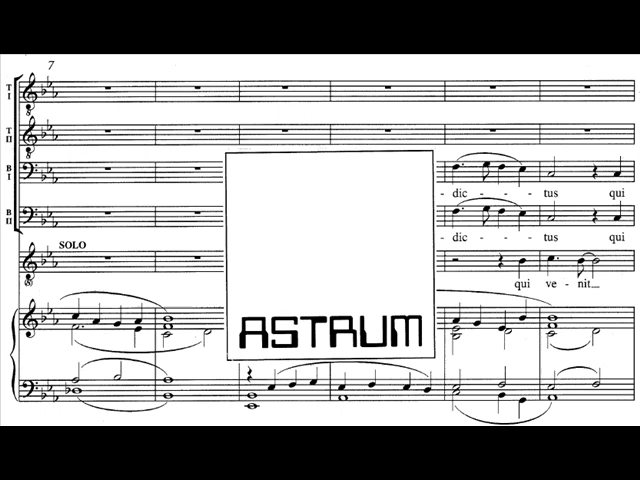 7
T
I
T
II
B
I
- dic - - - tus qui
B
II
- dic - - - tus qui
SOLO
qui ve - nit
ASTRUM